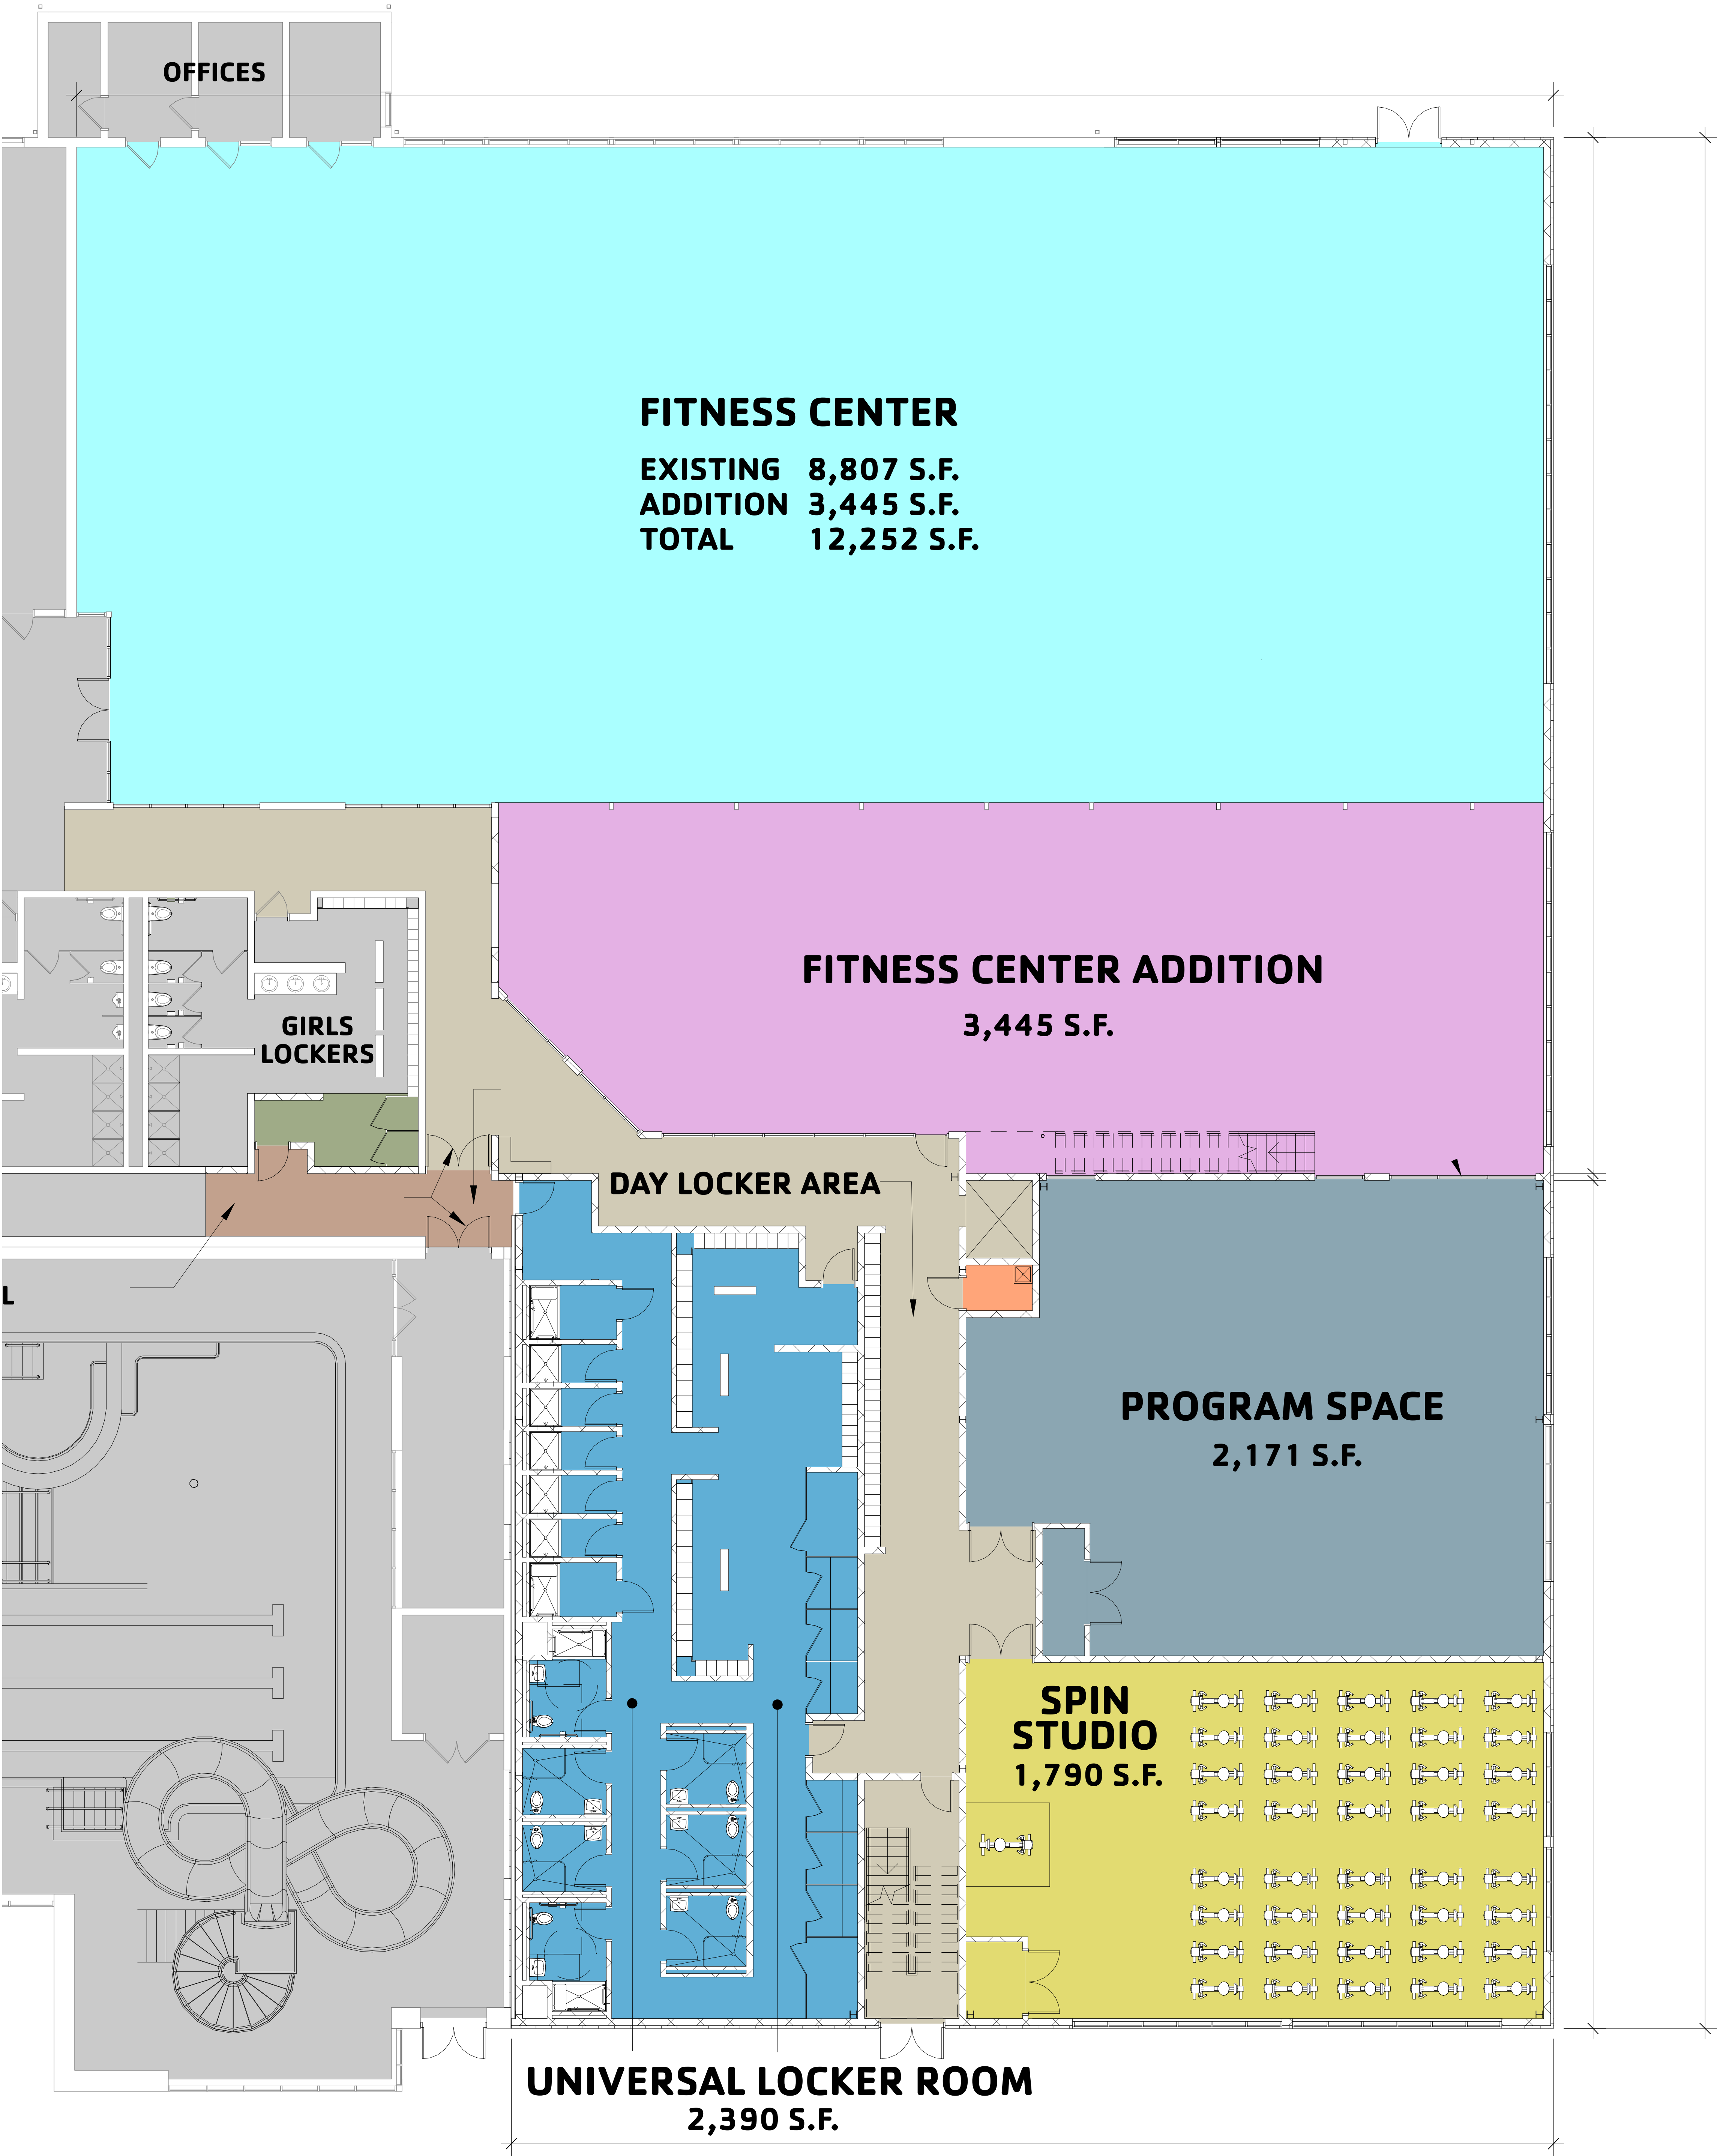 OFFICES
FITNESS CENTER
EXISTING 8,807 S.F.
ADDITION 3,445 S.F.
TOTAL 12,252 S.F.
FITNESS CENTER ADDITION
3,445 S.F.
GIRLS
LOCKERS
DAY LOCKER AREA
L
PROGRAM SPACE
2,171 S.F.
SPIN
STUDIO
1,790 S.F.
UNIVERSAL LOCKER ROOM
2,390 S.F.